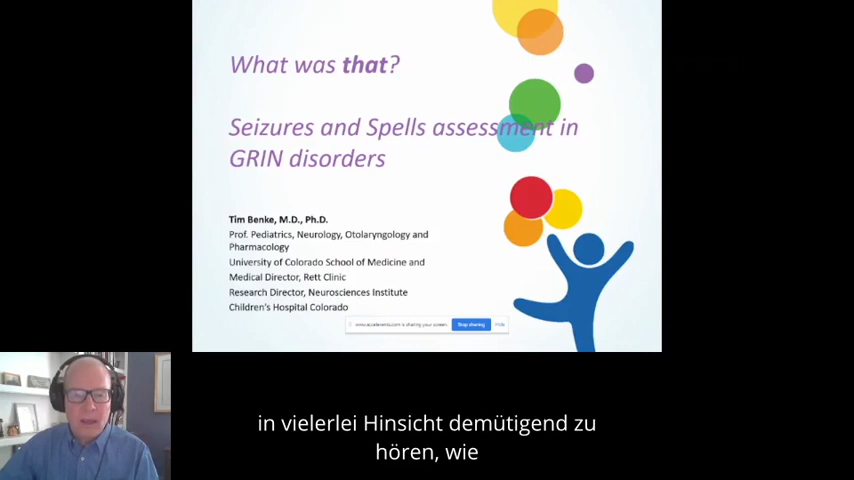 What was that?
Seizures and Spells assessment in
GRIN disorders
Tim Benke, M.D., Ph.D.
Prof. Pediatrics, Neurology, Otolaryngology and
Pharmacology
University of Colorado School of Medicine and
Medical Director, Rett Clinic
Research Director, Neurosciences Institute
Children's Hospital Colorado
www.accelevents.com is sharing your screen. Stop sharing Hide
in vielerlei Hinsicht demütigend zu
hören, wie